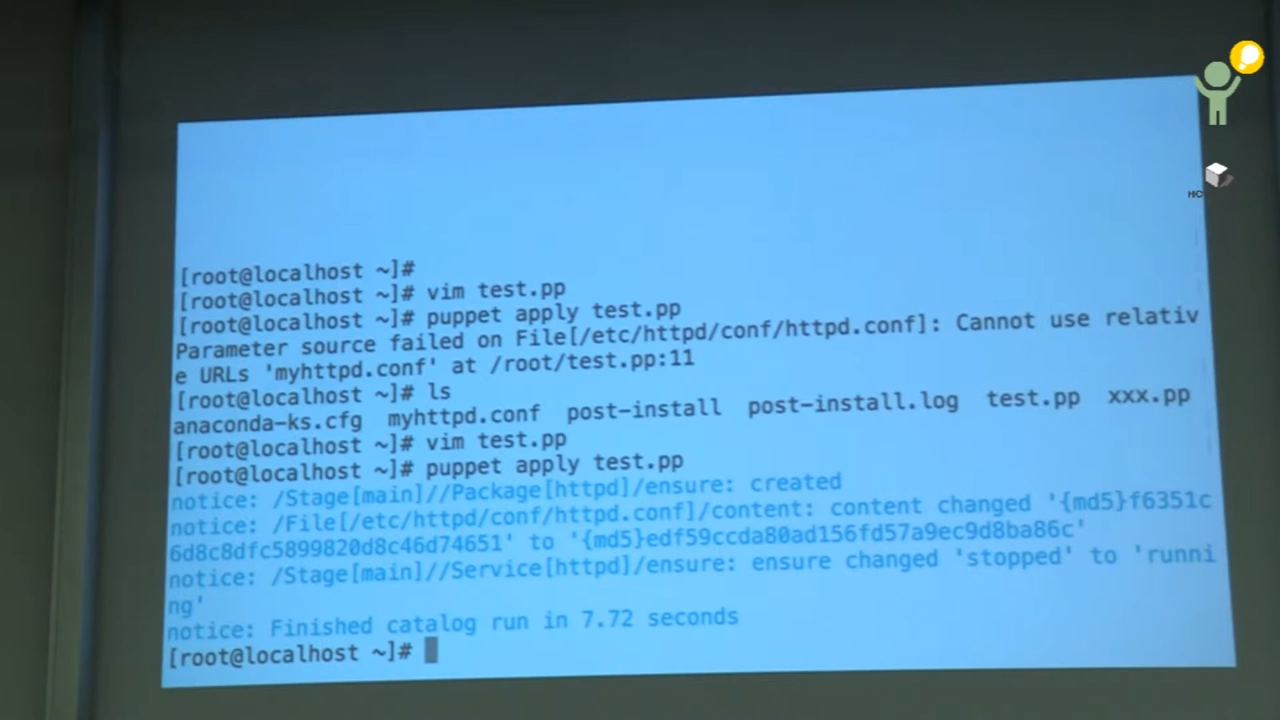 [root@localhost ~]#
[root@localhost ~]# vim test.pp
[root@localhost ~]# puppet apply test.pp
Parameter source failed on File[/etc/httpd/conf/httpd.conf]: Cannot use relativ
e URLs 'myhttpd.conf' at /root/test.pp:11
[root@localhost ~]# ls
anaconda-ks.cfg  myhttpd.conf  post-install  post-install.log  test.pp  xxx.pp
[root@localhost ~]# vim test.pp
[root@localhost ~]# puppet apply test.pp
notice: /Stage[main]//Package[httpd]/ensure: created
notice: /File[/etc/httpd/conf/httpd.conf]/content: content changed '{md5}f6351c
6d8c8dfc5899820d8c46d74651' to '{md5}edf59ccda80ad156fd57a9ec9d8ba86c'
notice: /Stage[main]//Service[httpd]/ensure: ensure changed 'stopped' to 'runni
ng'
notice: Finished catalog run in 7.72 seconds
[root@localhost ~]#
HC